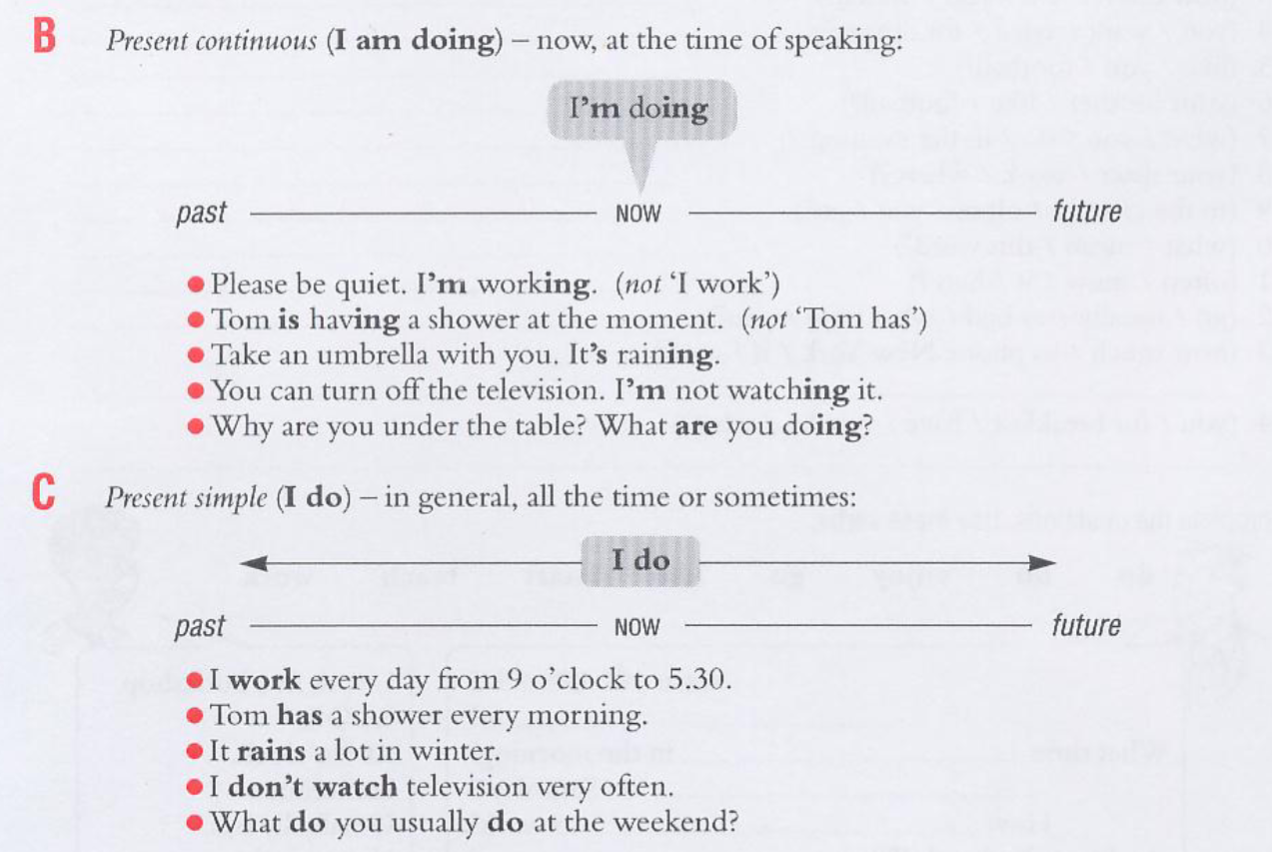 B Present continuous (I am doing) – now, at the time of speaking:
I'm doing
past NOW future
• Please be quiet. I'm working. (not 'I work')
• Tom is having a shower at the moment. (not 'Tom has')
• Take an umbrella with you. It's raining.
• You can turn off the television. I'm not watching it.
• Why are you under the table? What are you doing?
C Present simple (I do) – in general, all the time or sometimes:
I do
past NOW future
• I work every day from 9 o'clock to 5.30.
• Tom has a shower every morning.
• It rains a lot in winter.
• I don't watch television very often.
• What do you usually do at the weekend?